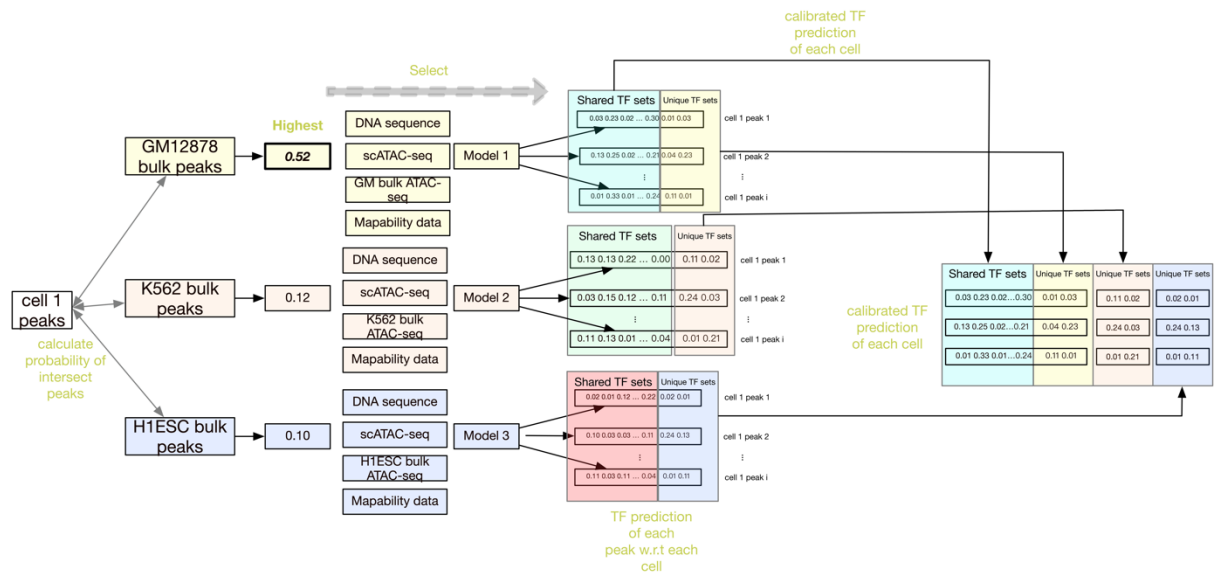 calibrated TF
prediction
of each cell
Select
Shared TF sets
Unique TF sets
Highest
DNA sequence
0.03 0.23 0.02 ... 0.30
0.01 0.03
cell 1 peak 1
GM12878
bulk peaks
0.52
scATAC-seq
Model 1
0.13 0.25 0.02 ... 0.21
0.04 0.23
cell 1 peak 2
GM bulk ATAC-
seq
...
...
0.01 0.33 0.01 ... 0.24
0.11 0.01
cell 1 peak i
Mapability data
Shared TF sets
Unique TF sets
DNA sequence
0.13 0.13 0.22 ... 0.00
0.11 0.02
cell 1 peak 1
K562 bulk
peaks
0.12
scATAC-seq
Model 2
0.03 0.15 0.12 ... 0.11
0.24 0.03
cell 1 peak 2
cell 1
peaks
K562 bulk
ATAC-seq
...
...
0.11 0.13 0.01 ... 0.04
0.01 0.21
cell 1 peak i
Mapability data
calculate
probability of
intersect
peaks
Shared TF sets
Unique TF sets
DNA sequence
0.02 0.01 0.12 ... 0.22
0.02 0.01
cell 1 peak 1
H1ESC bulk
peaks
0.10
scATAC-seq
Model 3
0.10 0.03 0.03 ... 0.11
0.24 0.13
cell 1 peak 2
H1ESC bulk
ATAC-seq
...
...
0.11 0.03 0.11 ... 0.04
0.01 0.11
cell 1 peak i
Mapability data
TF prediction
of each
peak w.r.t each
cell
calibrated TF
prediction
of each cell
Shared TF sets
Unique TF sets
Unique TF sets
Unique TF sets
0.03 0.23 0.02...0.30
0.01 0.03
0.11 0.02
0.02 0.01
0.13 0.25 0.02...0.21
0.04 0.23
0.24 0.03
0.24 0.13
0.01 0.33 0.01...0.24
0.11 0.01
0.01 0.21
0.01 0.11